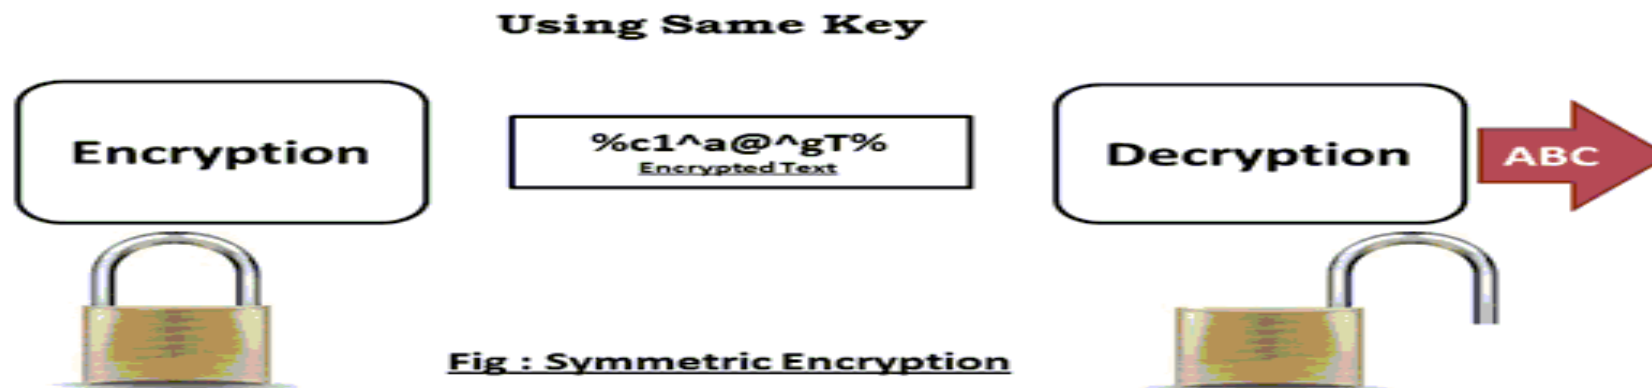 Using Same Key
Encryption
%c1^a@^gT%
Encrypted Text
Decryption
ABC
Fig : Symmetric Encryption